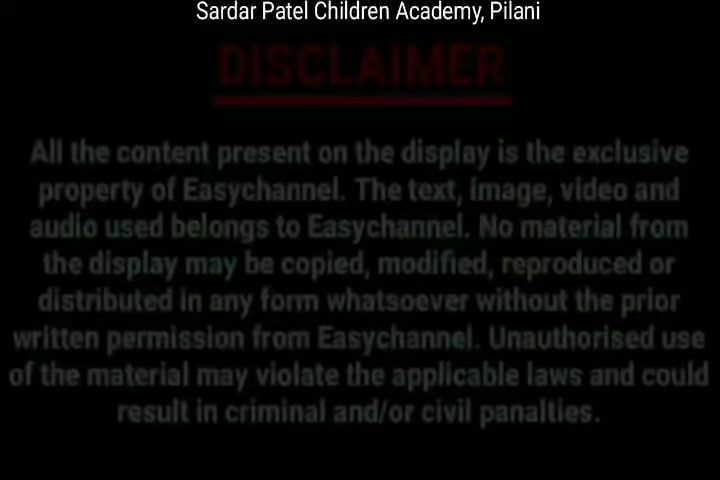 Sardar Patel Children Academy, Pilani
DISCLAIMER
All the content present on the display is the exclusive
property of Easychannel. The text, image, video and
audio used belongs to Easychannel. No material from
the display may be copied, modified, reproduced or
distributed in any form whatsoever without the prior
written permission from Easychannel. Unauthorised use
of the material may violate the applicable laws and could
result in criminal and/or civil panalties.